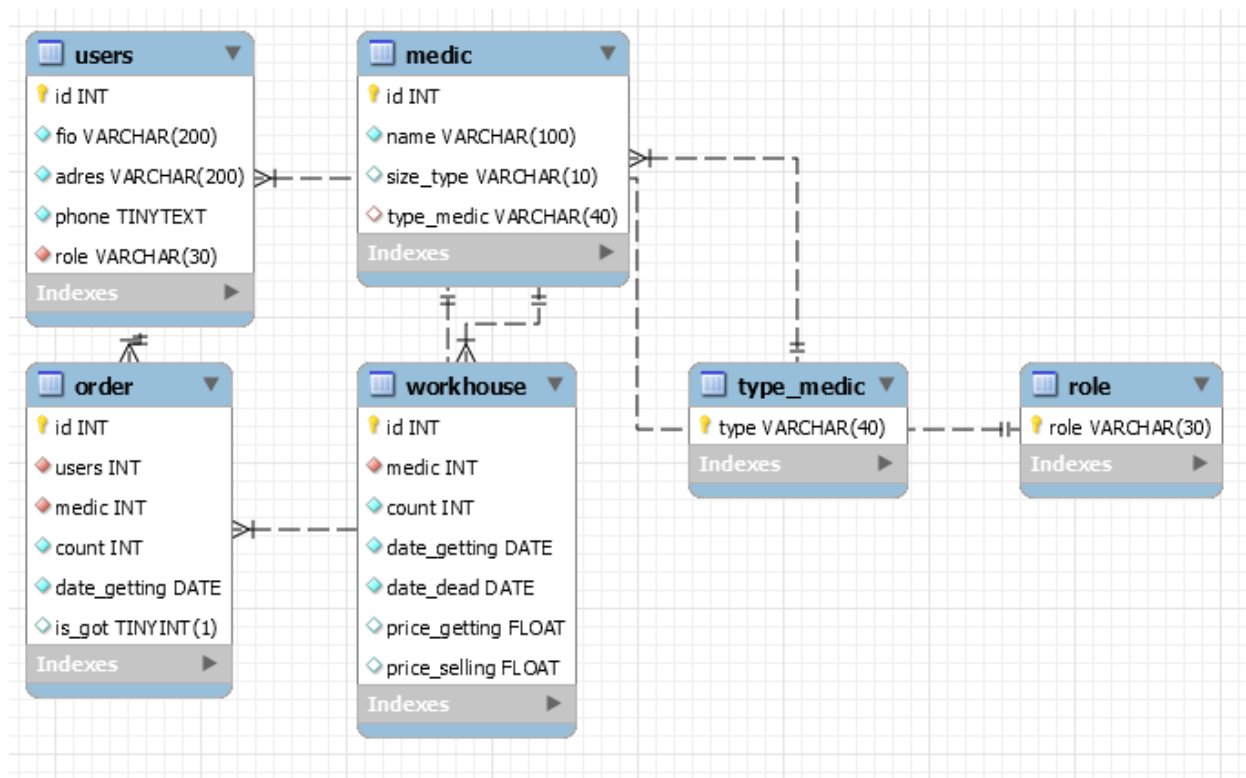 users
id INT
fio VARCHAR(200)
adres VARCHAR(200)
phone TINYTEXT
role VARCHAR(30)
Indexes
medic
id INT
name VARCHAR(100)
size_type VARCHAR(10)
type_medic VARCHAR(40)
Indexes
order
id INT
users INT
medic INT
count INT
date_getting DATE
is_got TINYINT(1)
Indexes
workhouse
id INT
medic INT
count INT
date_getting DATE
date_dead DATE
price_getting FLOAT
price_selling FLOAT
Indexes
type_medic
type VARCHAR(40)
Indexes
role
role VARCHAR(30)
Indexes